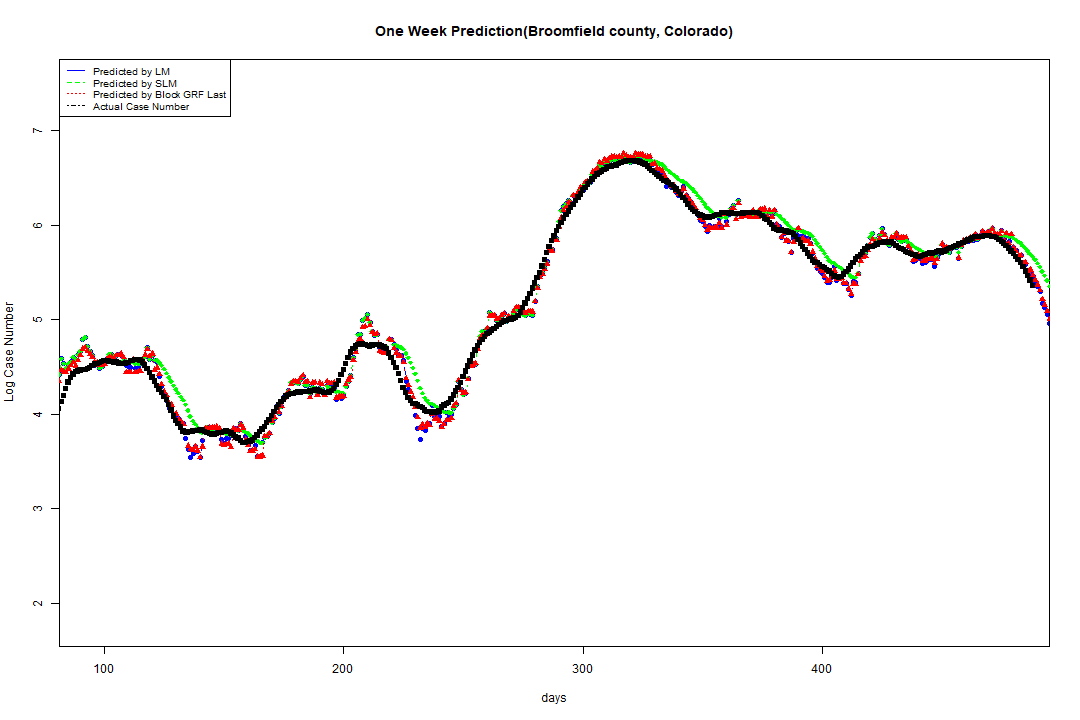 One Week Prediction(Broomfield county, Colorado)
Predicted by LM
Predicted by SLM
Predicted by Block GRF Last
Actual Case Number
7
6
5
4
3
2
Log Case Number
100 200 300 400
days